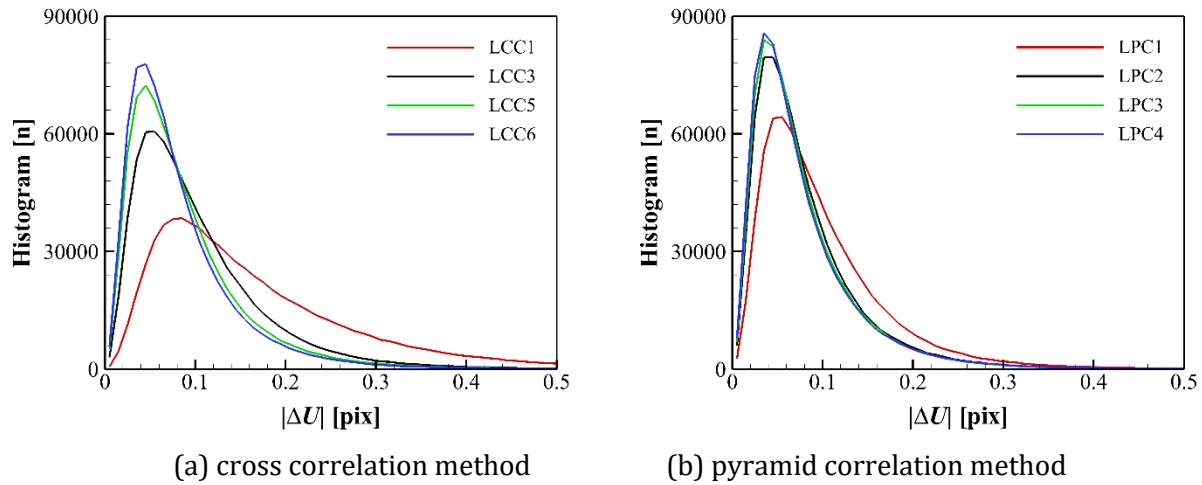 90000
60000
30000
0
Histogram [n]
LCC1
LCC3
LCC5
LCC6
0 0.1 0.2 0.3 0.4 0.5
|ΔU| [pix]
(a) cross correlation method
90000
60000
30000
0
Histogram [n]
LPC1
LPC2
LPC3
LPC4
0 0.1 0.2 0.3 0.4 0.5
|ΔU| [pix]
(b) pyramid correlation method